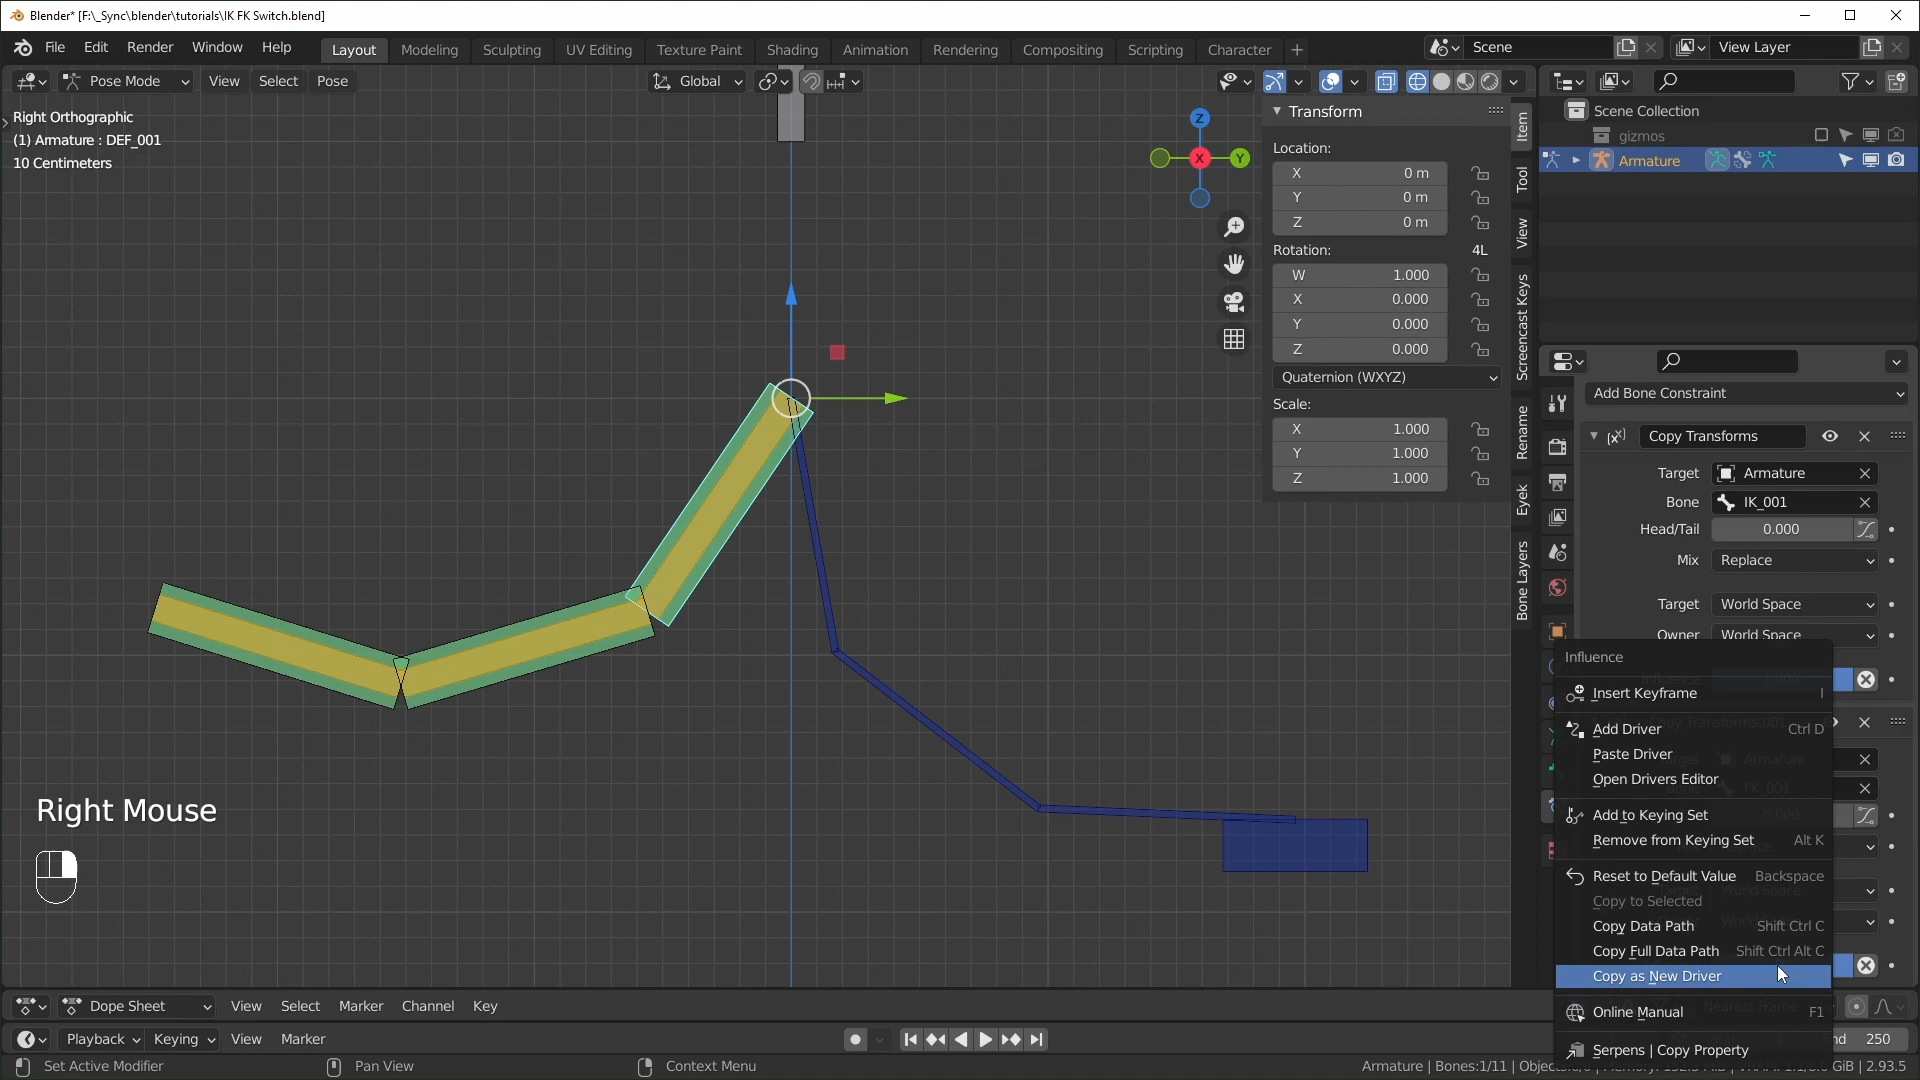 Blender* [F:\_Sync\blender\tutorials\IK FK Switch.blend]
File Edit Render Window Help
Layout Modeling Sculpting UV Editing Texture Paint Shading Animation Rendering Compositing Scripting Character +
Scene
View Layer
Pose Mode View Select Pose
Global
Right Orthographic
(1) Armature : DEF_001
10 Centimeters
Z
X
Y
Transform
Location:
X 0 m
Y 0 m
Z 0 m
Rotation: 4L
W 1.000
X 0.000
Y 0.000
Z 0.000
Quaternion (WXYZ)
Scale:
X 1.000
Y 1.000
Z 1.000
Item
Tool
View
Screencast Keys
Rename
Eyek
Bone Layers
Scene Collection
gizmos
Armature
Add Bone Constraint
Copy Transforms
Target Armature
Bone IK_001
Head/Tail 0.000
Mix Replace
Target World Space
Owner World Space
Influence
Insert Keyframe I
Add Driver Ctrl D
Paste Driver
Open Drivers Editor
Add to Keying Set
Remove from Keying Set Alt K
Reset to Default Value Backspace
Copy to Selected
Copy Data Path Shift Ctrl C
Copy Full Data Path Shift Ctrl Alt C
Copy as New Driver
Online Manual F1
Serpens | Copy Property
Right Mouse
Dope Sheet View Select Marker Channel Key
Nearest Frame
Playback Keying View Marker
nd 250
Set Active Modifier
Pan View
Context Menu
Armature | Bones:1/11 |
GiB | 2.93.5